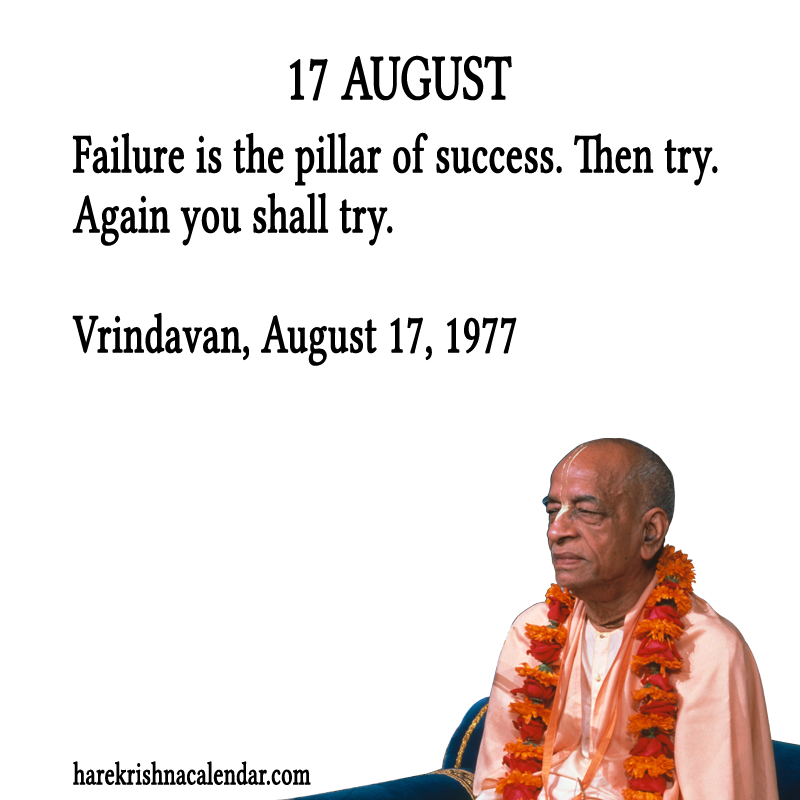 17 AUGUST
Failure is the pillar of success. Then try.
Again you shall try.
Vrindavan, August 17, 1977
harekrishnacalendar.com